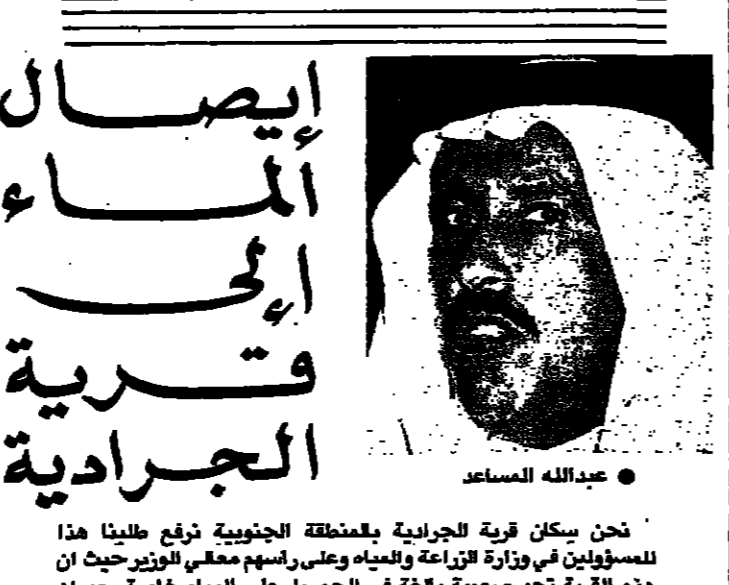 إيصال
الماء
إلى
قرية
الجرادية
● عبدالله المساعد
نحن سكان قرية الجرادية بالمنطقة الجنوبية نرفع طلبنا هذا
للمسؤولين في وزارة الزراعة والمياه وعلى رأسهم معالي الوزير حيث ان